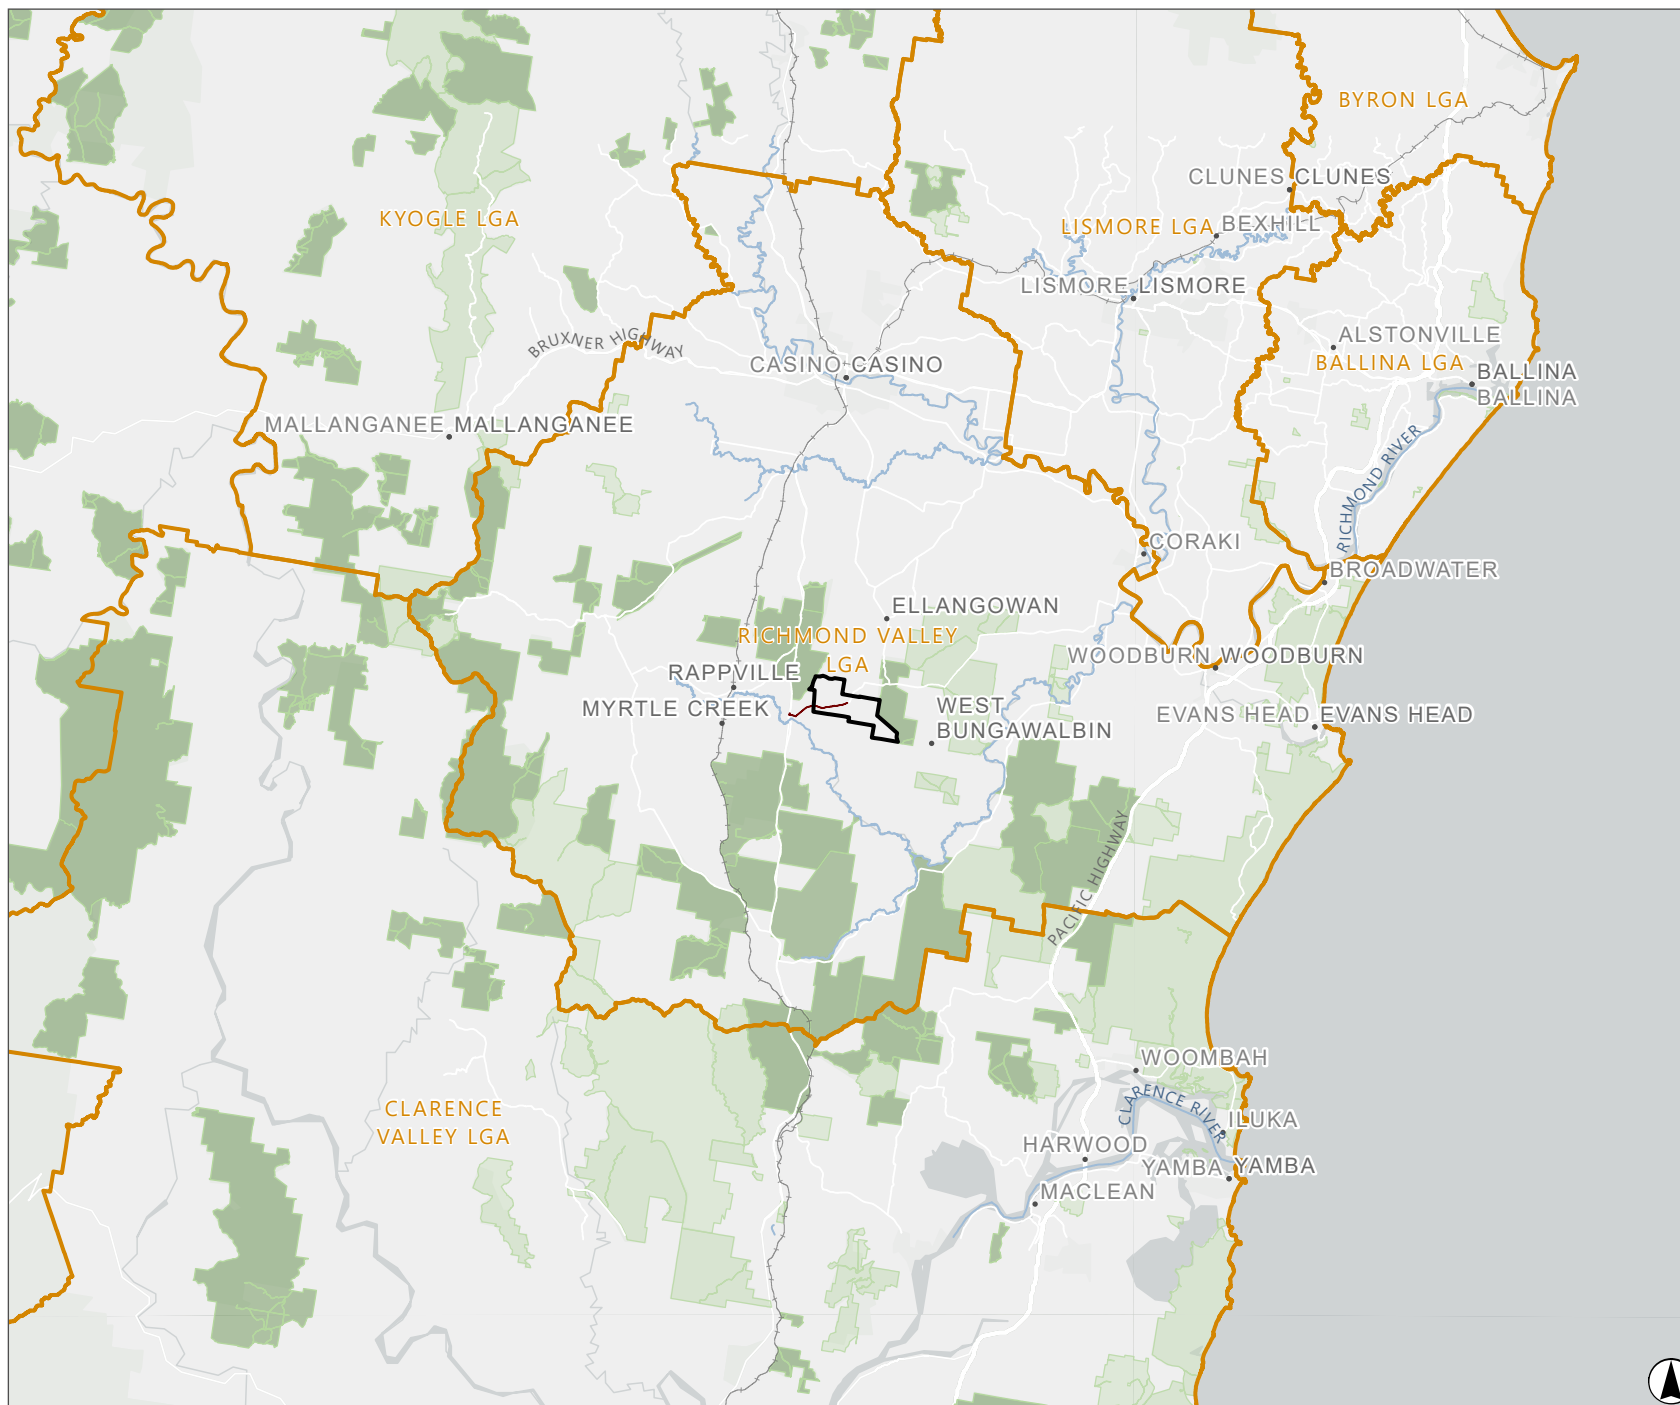 BYRON LGA
CLUNES CLUNES
KYOGLE LGA
LISMORE LGA
BEXHILL
LISMORE LISMORE
BRUXNER HIGHWAY
ALSTONVILLE
CASINO CASINO
BALLINA LGA
BALLINA
BALLINA
MALLANGANEE MALLANGANEE
RICHMOND RIVER
CORAKI
BROADWATER
ELLANGOWAN
RICHMOND VALLEY
LGA
WOODBURN WOODBURN
RAPPVILLE
MYRTLE CREEK
WEST
BUNGAWALBIN
EVANS HEAD EVANS HEAD
PACIFIC HIGHWAY
WOOMBAH
CLARENCE RIVER
CLARENCE
VALLEY LGA
ILUKA
HARWOOD
YAMBA YAMBA
MACLEAN